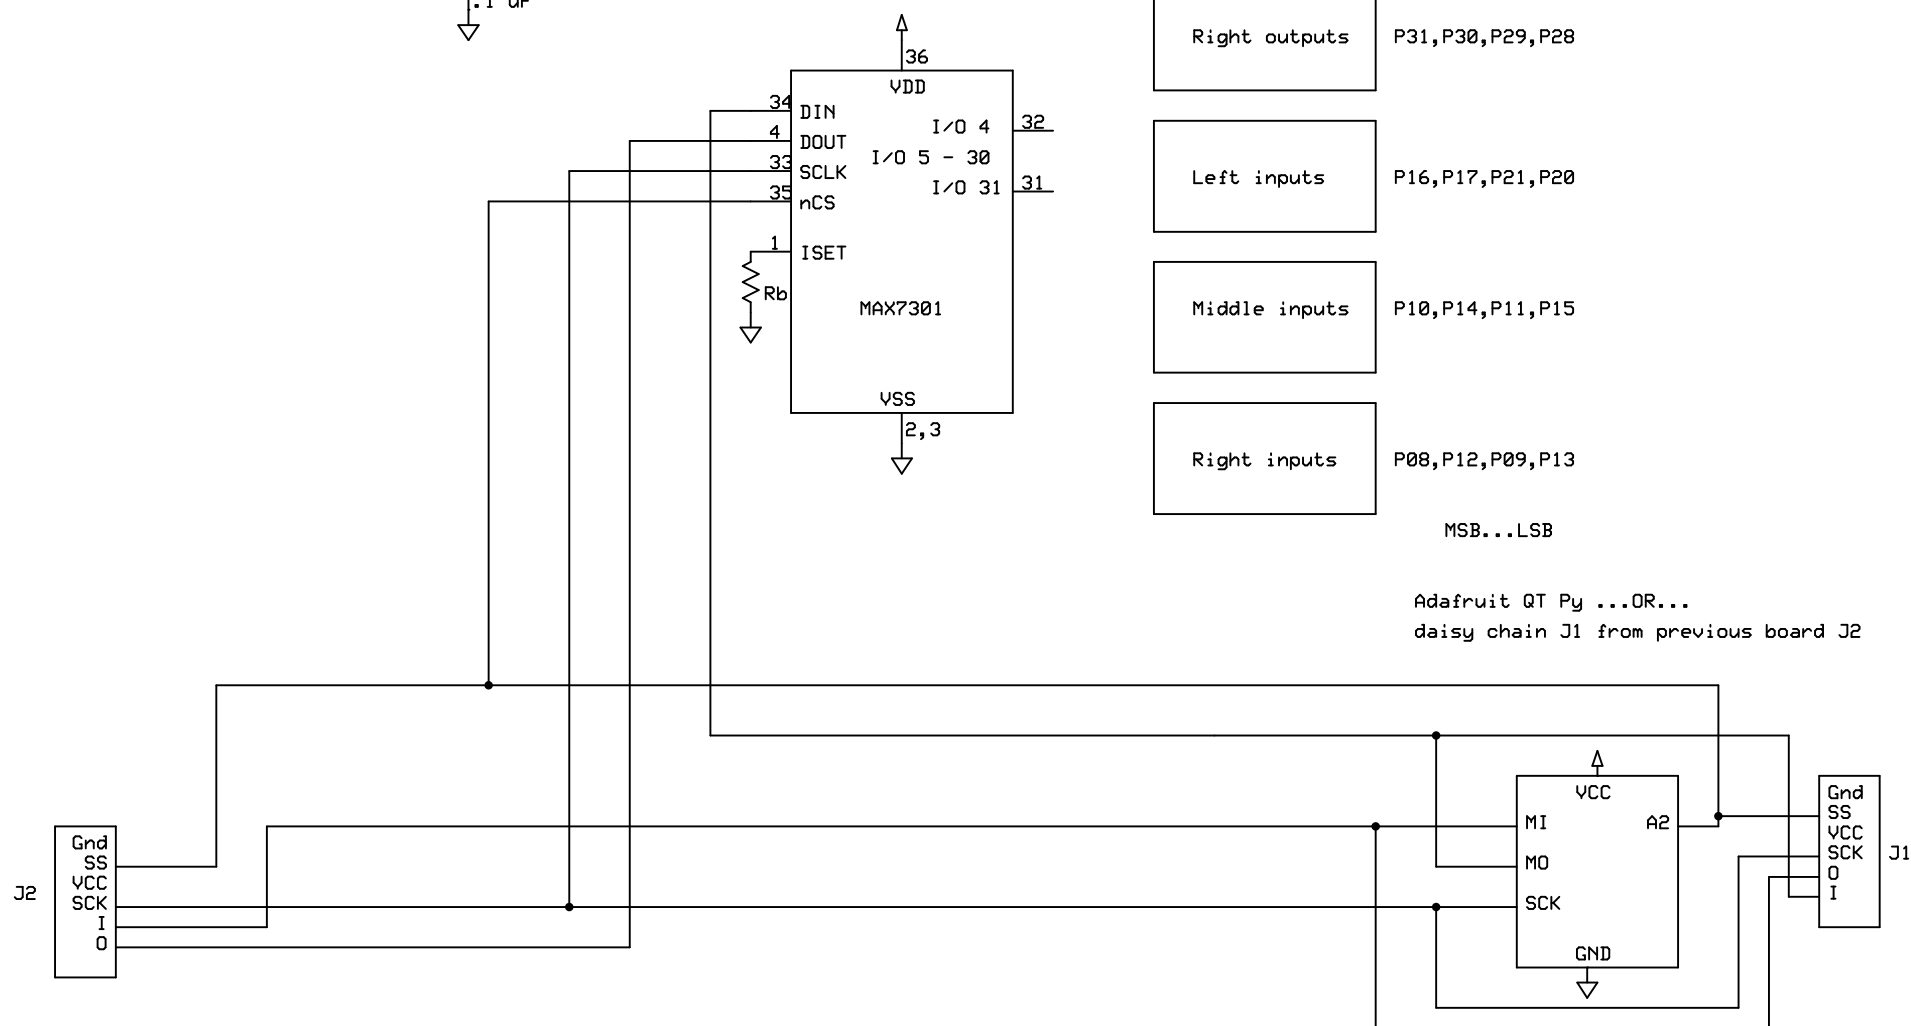 .1 uF
36
VDD
34
DIN
4
DOUT
33
SCLK
35
nCS
1
ISET
Rb
I/O 4
32
I/O 5 - 30
I/O 31
31
MAX7301
VSS
2,3
Right outputs P31,P30,P29,P28
Left inputs P16,P17,P21,P20
Middle inputs P10,P14,P11,P15
Right inputs P08,P12,P09,P13
MSB...LSB
Adafruit QT Py ...OR...
daisy chain J1 from previous board J2
J2
Gnd
SS
VCC
SCK
I
O
VCC
MI
A2
MO
SCK
GND
Gnd
SS
VCC
SCK
O
I
J1